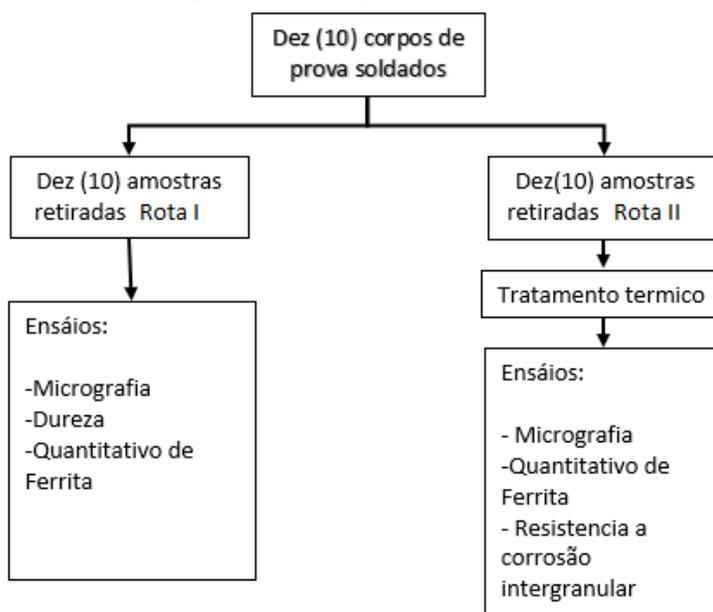 Dez (10) corpos de
prova soldados
Dez (10) amostras
retiradas Rota I
Dez(10) amostras
retiradas Rota II
Tratamento termico
Ensáios:
-Micrografia
-Dureza
-Quantitativo de
Ferrita
Ensáios:
- Micrografia
-Quantitativo de
Ferrita
- Resistencia a
corrosão
intergranular